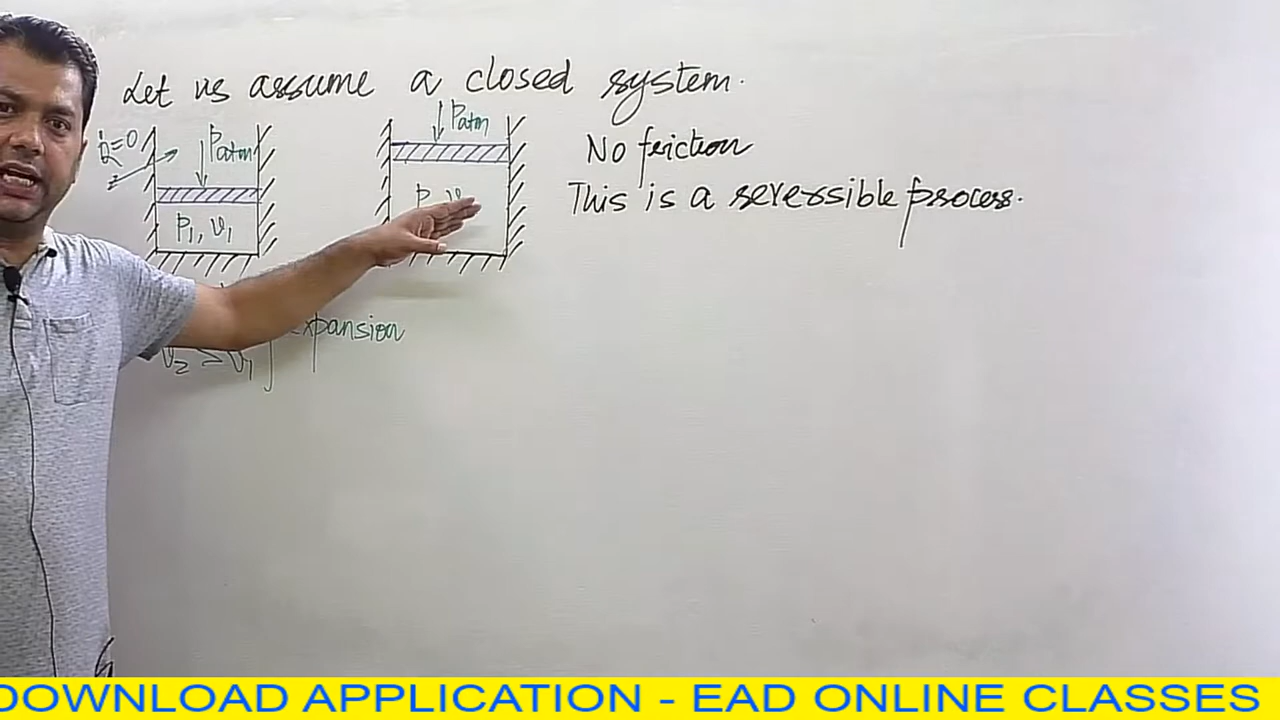 Let us assume a closed system.
Q=0
Patm
Patm
No friction
This is a reversible process.
p₁, v₁
v₂ > v₁
expansion
DOWNLOAD APPLICATION - EAD ONLINE CLASSES